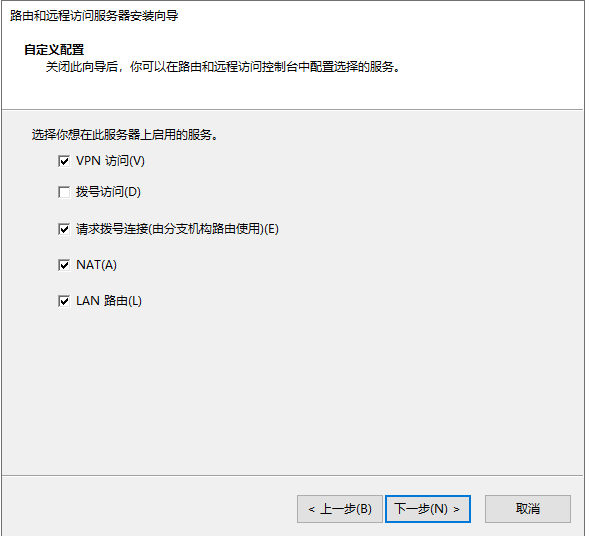 路由和远程访问服务器安装向导
自定义配置
关闭此向导后，你可以在路由和远程访问控制台中配置选择的服务。
选择你想在此服务器上启用的服务。
VPN 访问(V)
拨号访问(D)
请求拨号连接(由分支机构路由使用)(E)
NAT(A)
LAN 路由(L)
< 上一步(B) 下一步(N) > 取消